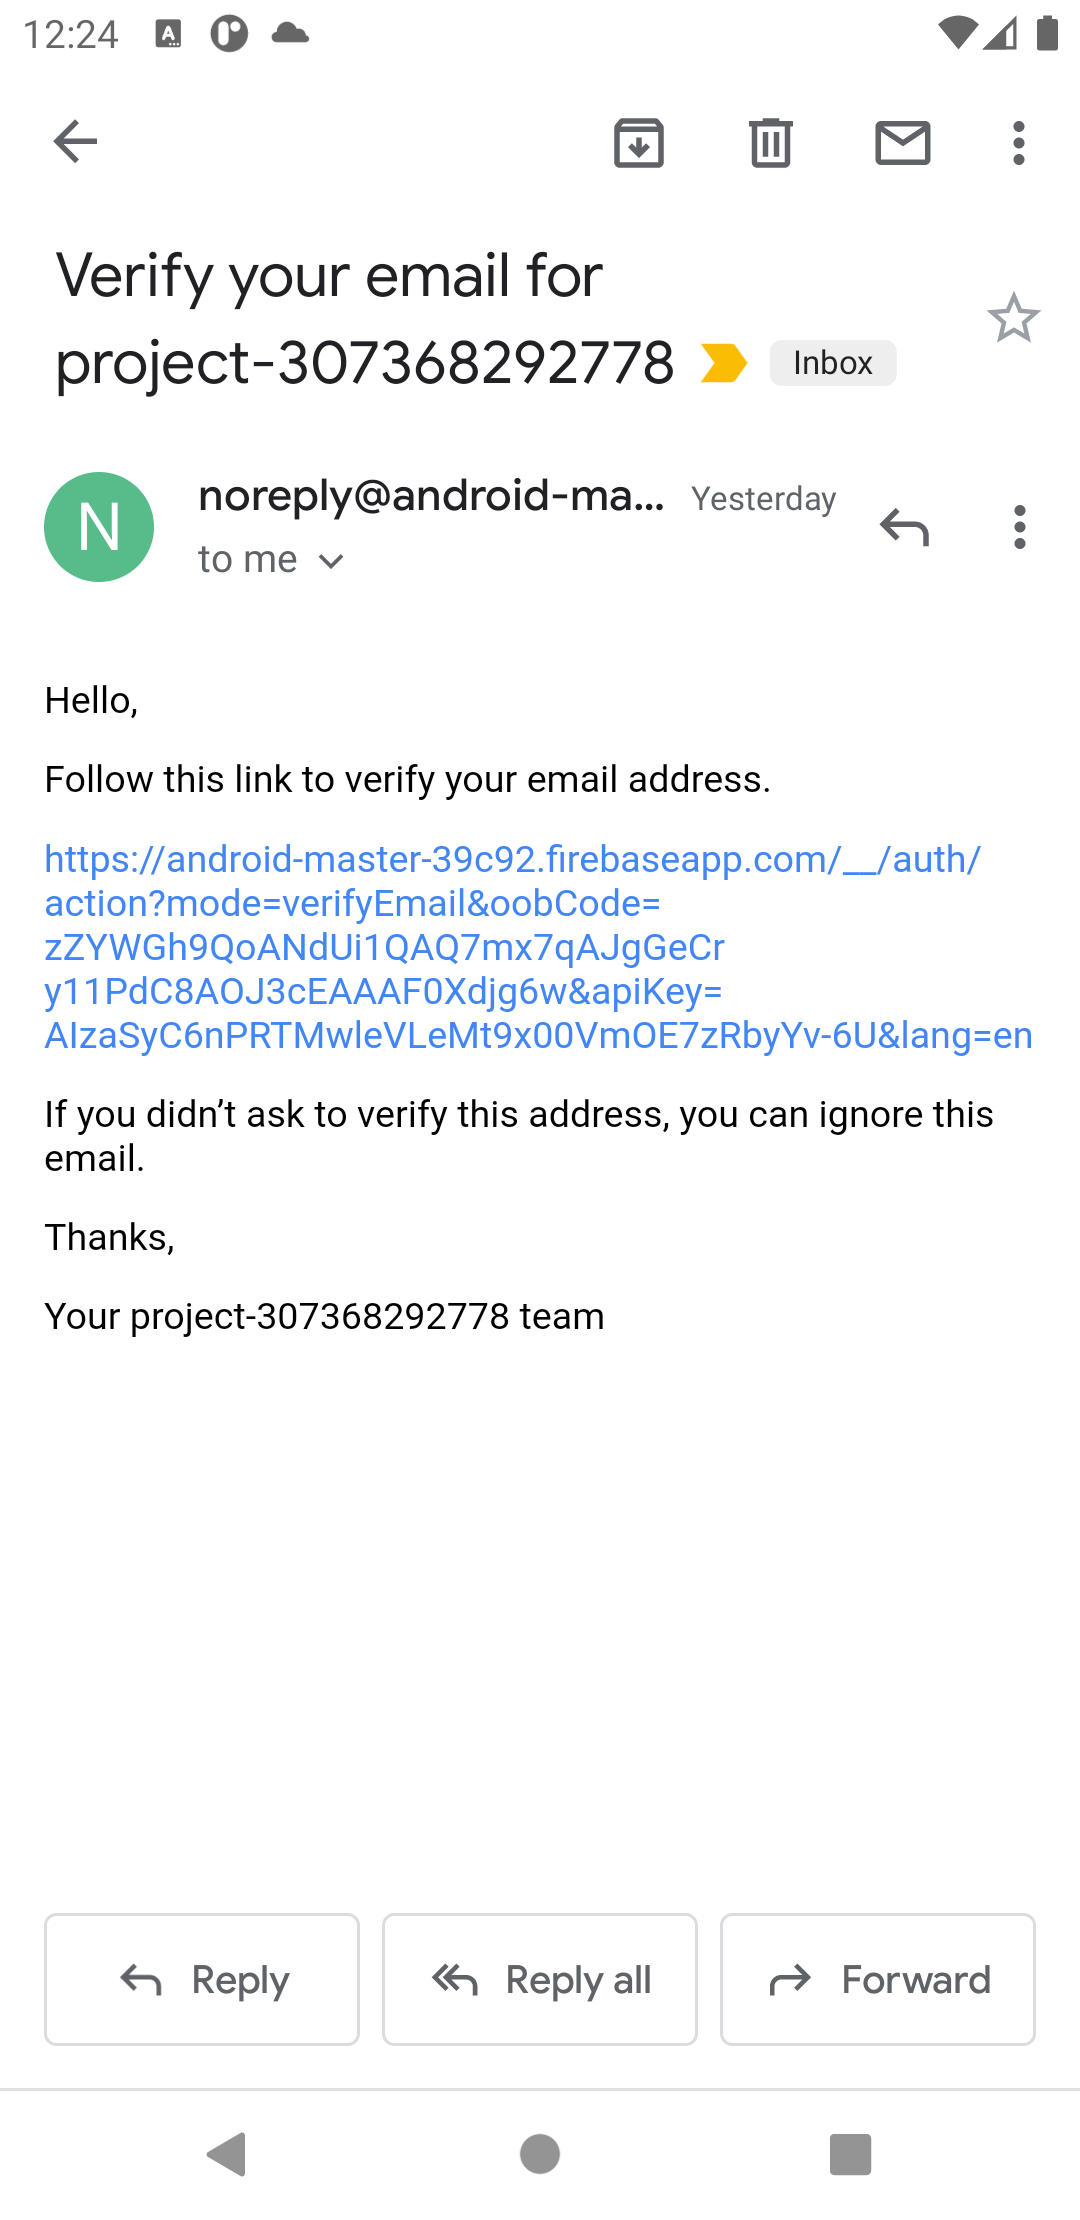 12:24
Verify your email for
project-307368292778 Inbox
N
noreply@android-ma... Yesterday
to me
Hello,
Follow this link to verify your email address.
https://android-master-39c92.firebaseapp.com/__/auth/
action?mode=verifyEmail&oobCode=
zZYWGh9QoANdUi1QAQ7mx7qAJgGeCr
y11PdC8AOJ3cEAAAF0Xdjg6w&apiKey=
AIzaSyC6nPRTMwleVLeMt9x00VmOE7zRbyYv-6U&lang=en
If you didn’t ask to verify this address, you can ignore this
email.
Thanks,
Your project-307368292778 team
Reply Reply all Forward